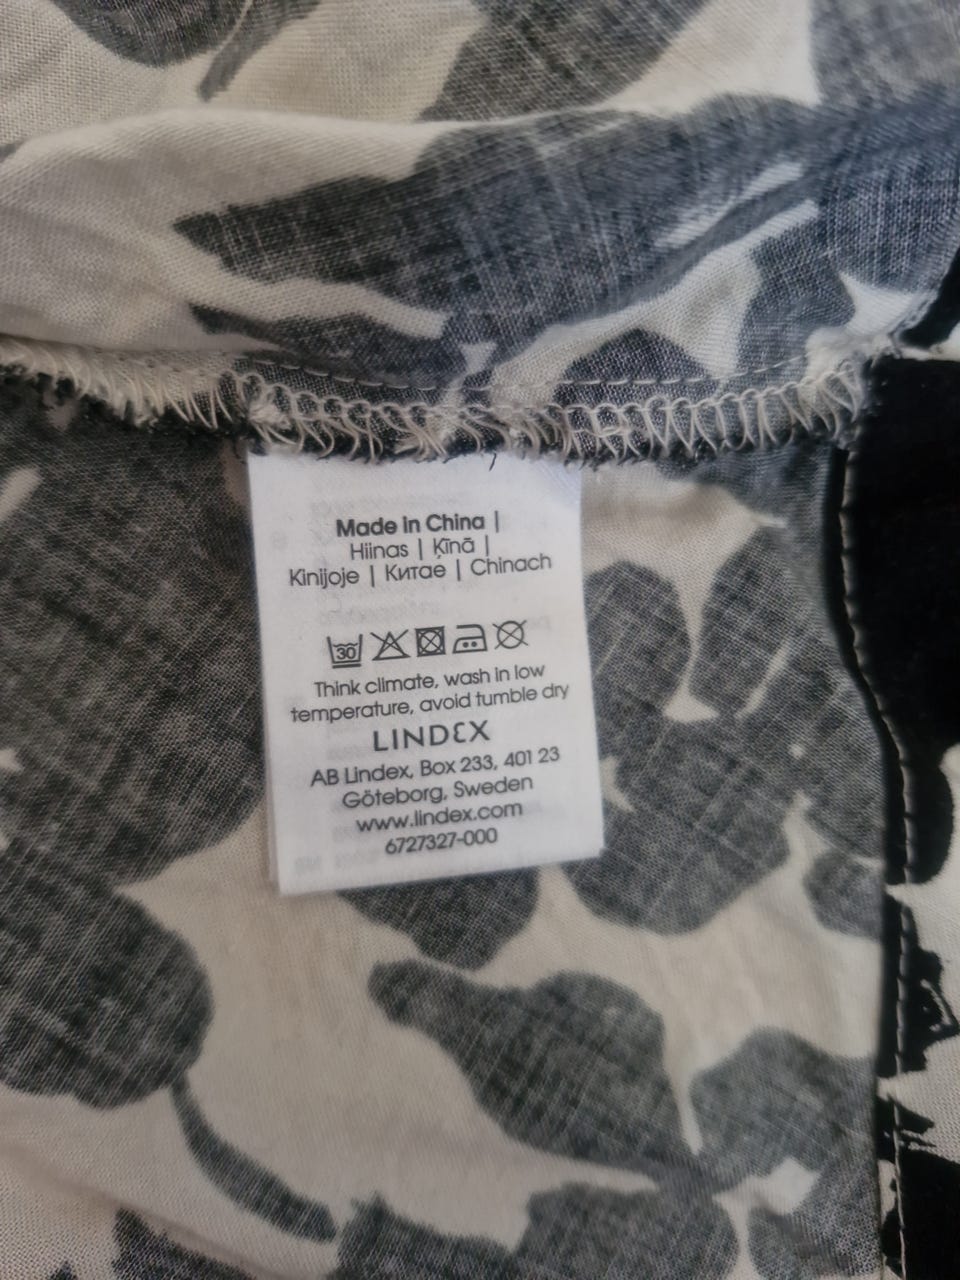 Made in China |
Hiinas | Ķīnā |
Kinijoje | Китае | Chinach
30
Think climate, wash in low
temperature, avoid tumble dry
LINDEX
AB Lindex, Box 233, 401 23
Göteborg, Sweden
www.lindex.com
6727327-000